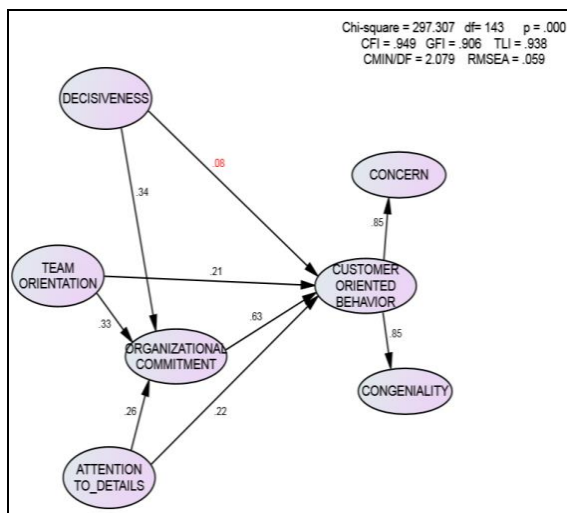 Chi-square = 297.307 df= 143 p = .000
CFI = .949 GFI = .906 TLI = .938
CMIN/DF = 2.079 RMSEA = .059
DECISIVENESS
.08
CONCERN
.34
.85
TEAM
ORIENTATION
.21
CUSTOMER
ORIENTED
BEHAVIOR
.33
.63
ORGANIZATIONAL
COMMITMENT
.85
.26
.22
CONGENIALITY
ATTENTION
TO_DETAILS